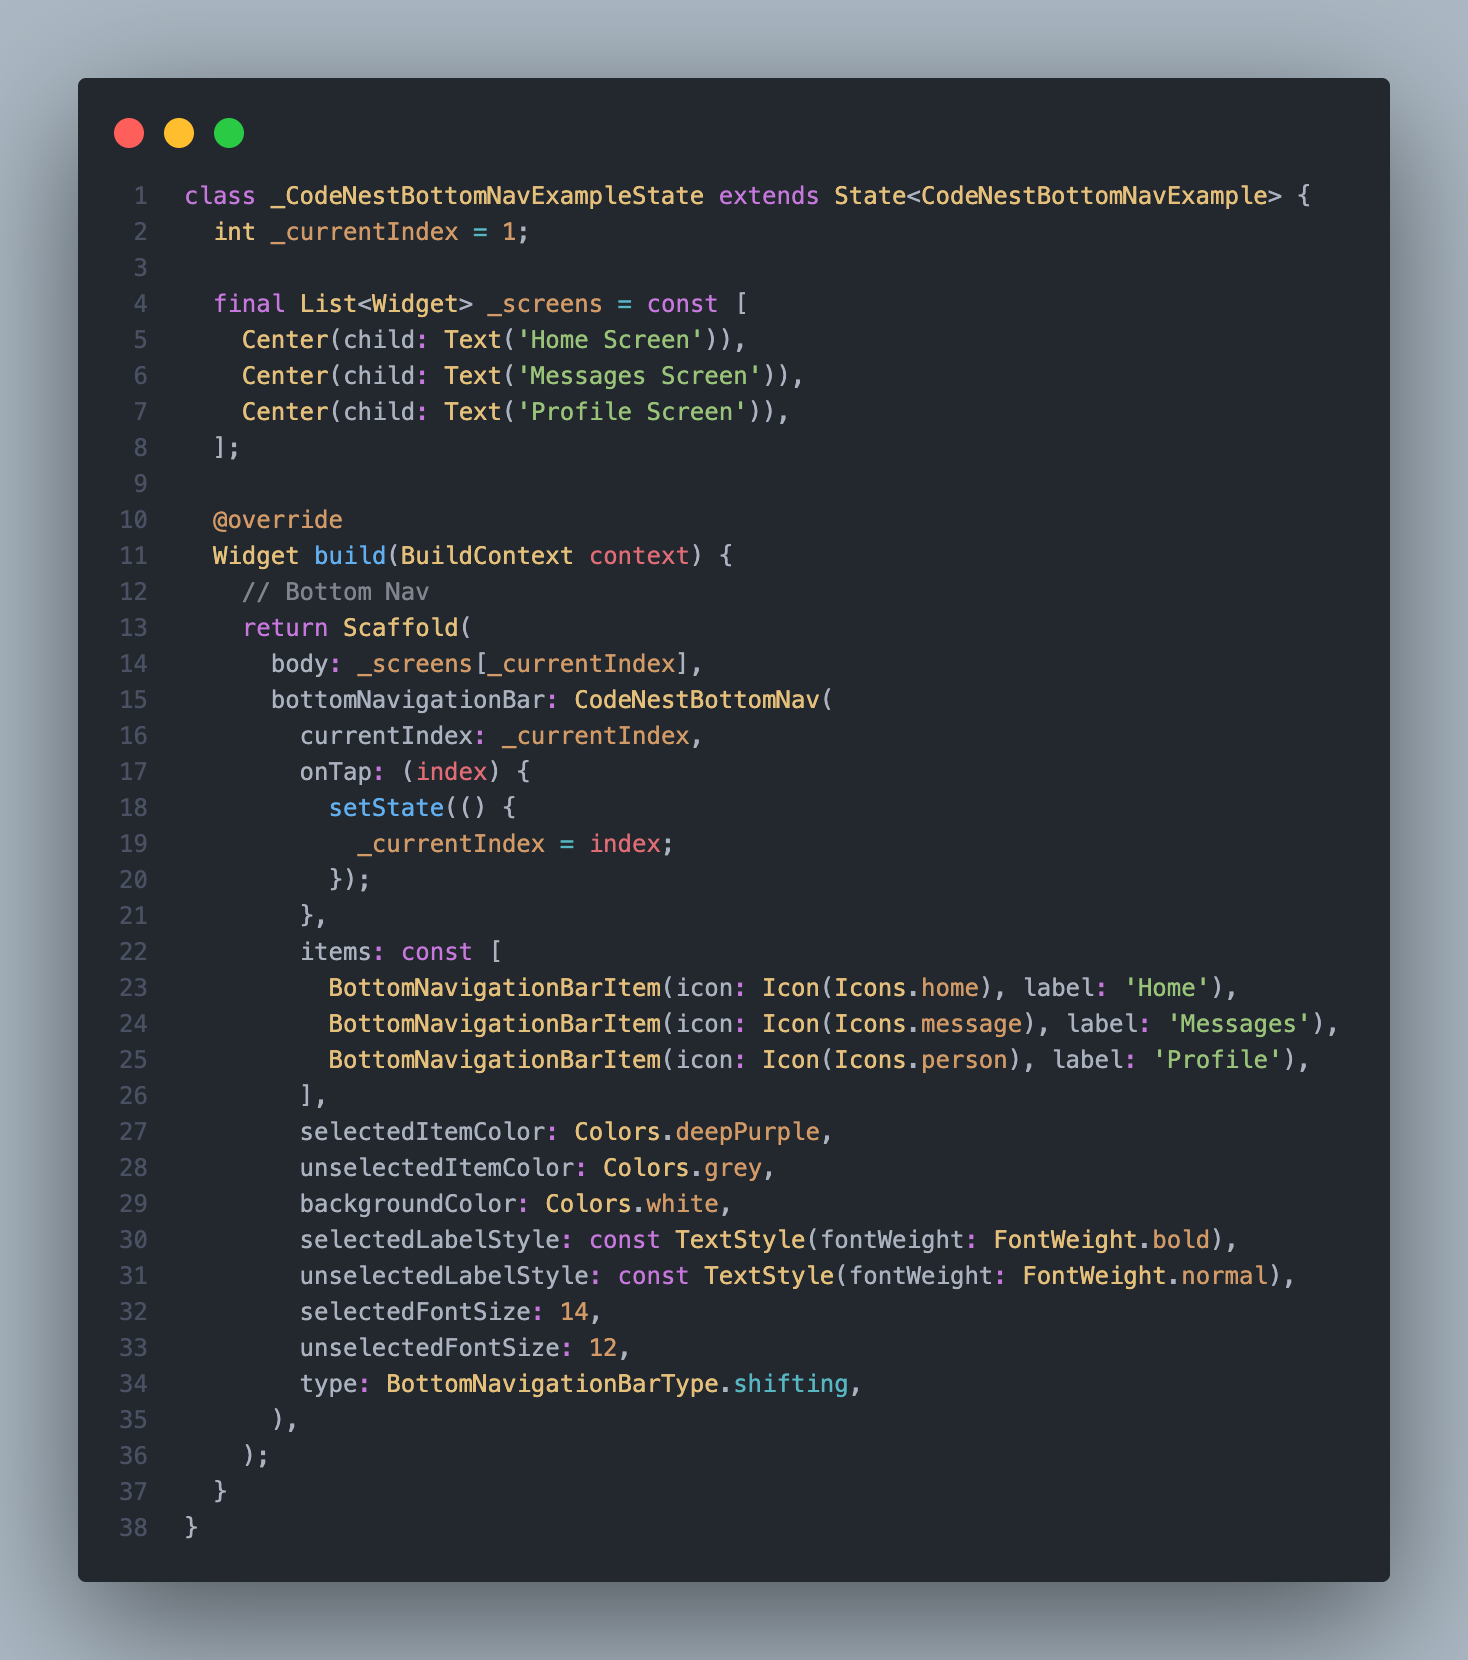 1 class _CodeNestBottomNavExampleState extends State<CodeNestBottomNavExample> {
2   int _currentIndex = 1;
3
4   final List<Widget> _screens = const [
5     Center(child: Text('Home Screen')),
6     Center(child: Text('Messages Screen')),
7     Center(child: Text('Profile Screen')),
8   ];
9
10   @override
11   Widget build(BuildContext context) {
12     // Bottom Nav
13     return Scaffold(
14       body: _screens[_currentIndex],
15       bottomNavigationBar: CodeNestBottomNav(
16         currentIndex: _currentIndex,
17         onTap: (index) {
18           setState(() {
19             _currentIndex = index;
20           });
21         },
22         items: const [
23           BottomNavigationBarItem(icon: Icon(Icons.home), label: 'Home'),
24           BottomNavigationBarItem(icon: Icon(Icons.message), label: 'Messages'),
25           BottomNavigationBarItem(icon: Icon(Icons.person), label: 'Profile'),
26         ],
27         selectedItemColor: Colors.deepPurple,
28         unselectedItemColor: Colors.grey,
29         backgroundColor: Colors.white,
30         selectedLabelStyle: const TextStyle(fontWeight: FontWeight.bold),
31         unselectedLabelStyle: const TextStyle(fontWeight: FontWeight.normal),
32         selectedFontSize: 14,
33         unselectedFontSize: 12,
34         type: BottomNavigationBarType.shifting,
35       ),
36     );
37   }
38 }